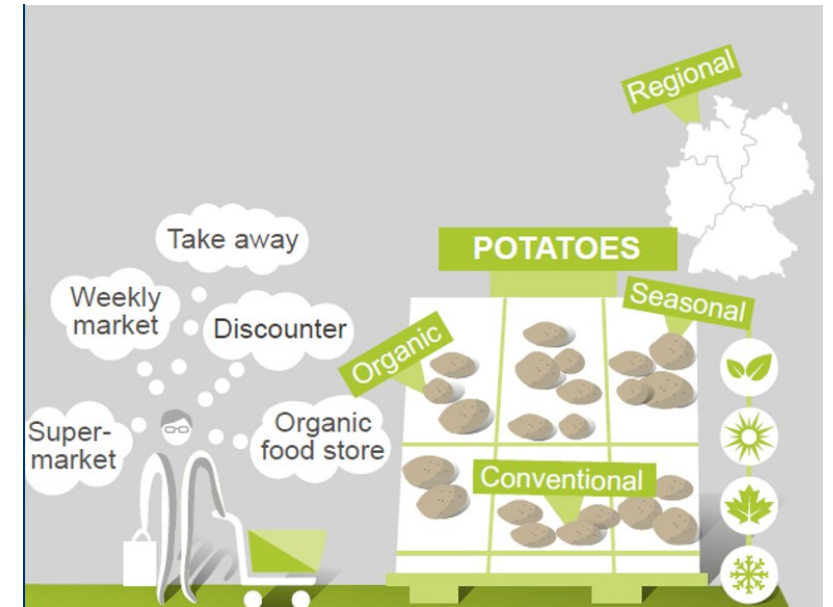 Regional
POTATOES
Seasonal
Organic
Conventional
Take away
Weekly
market
Discounter
Super-
market
Organic
food store